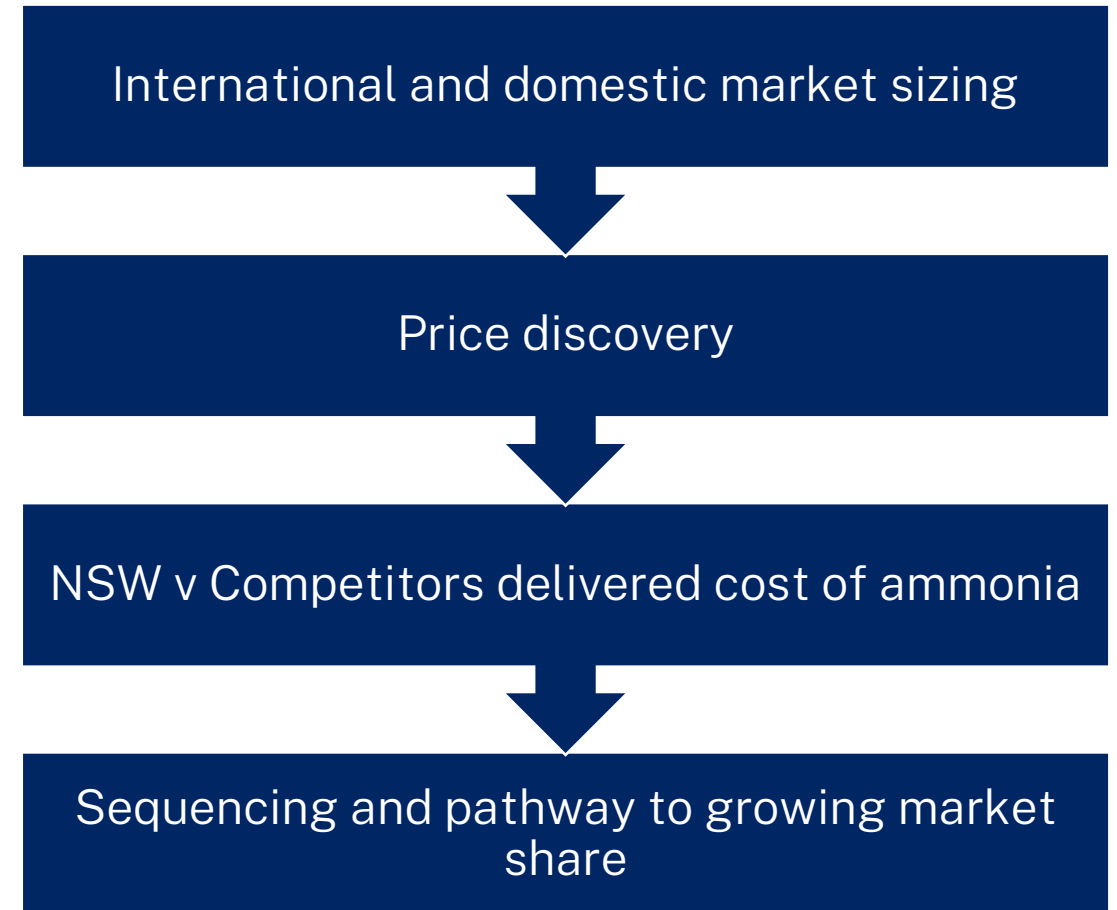 International and domestic market sizing
Price discovery
NSW v Competitors delivered cost of ammonia
Sequencing and pathway to growing market
share